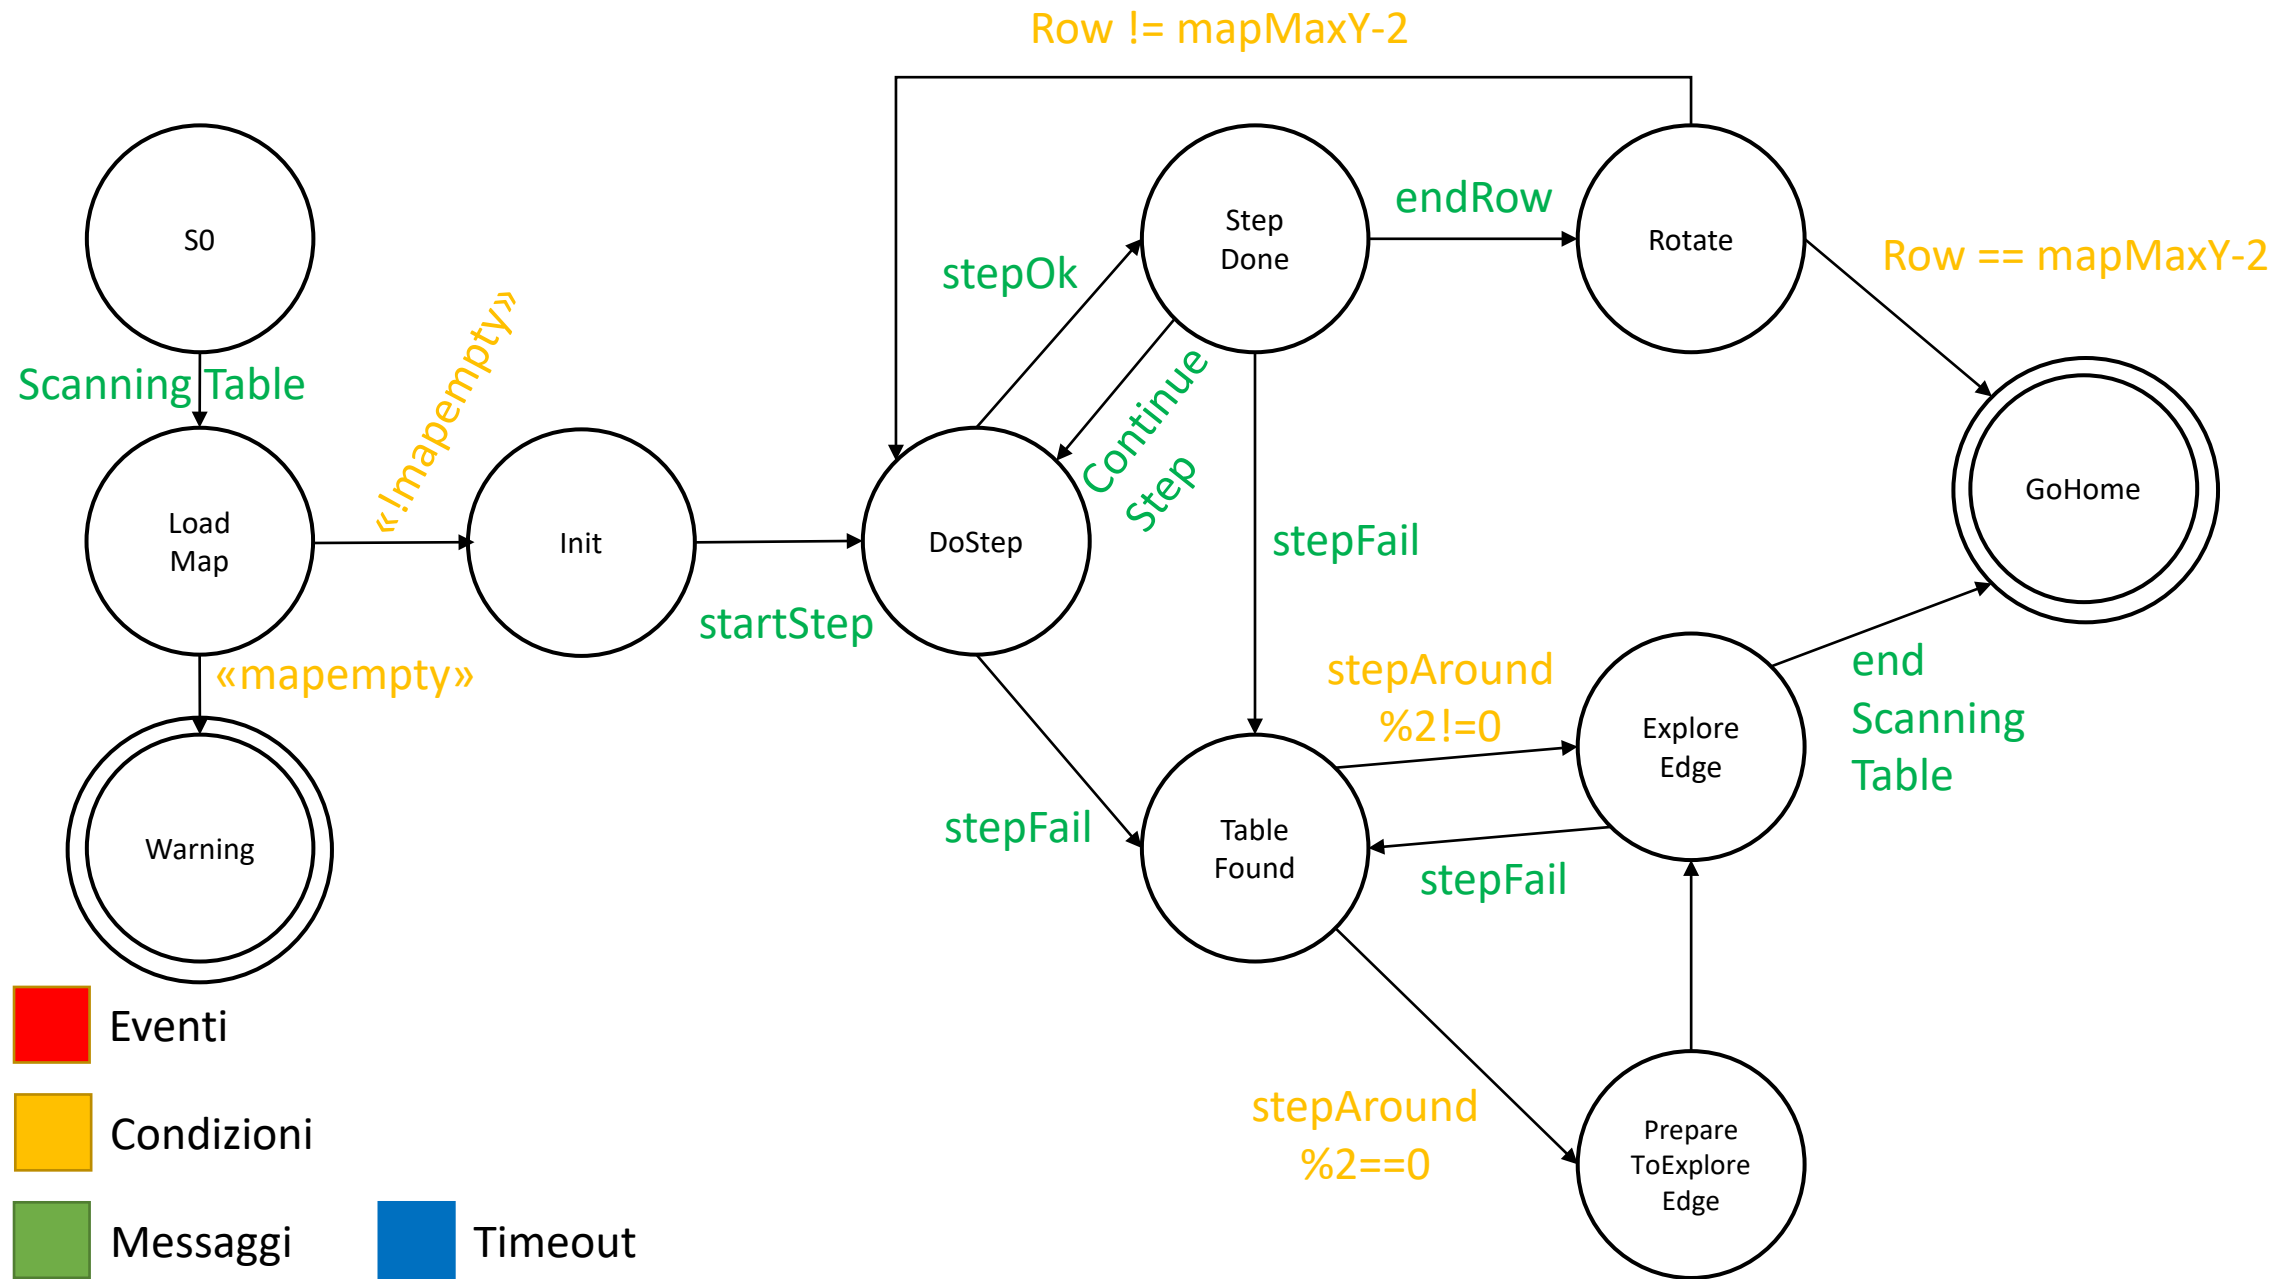 Row != mapMaxY-2
S0
Step
Done
endRow
Rotate
Row == mapMaxY-2
stepOk
Scanning Table
«!mapempty»
Continue
Step
Load
Map
Init
DoStep
GoHome
stepFail
startStep
«mapempty»
stepAround
%2!=0
Explore
Edge
end
Scanning
Table
Warning
stepFail
Table
Found
stepFail
Eventi
Condizioni
stepAround
%2==0
Prepare
ToExplore
Edge
Messaggi
Timeout